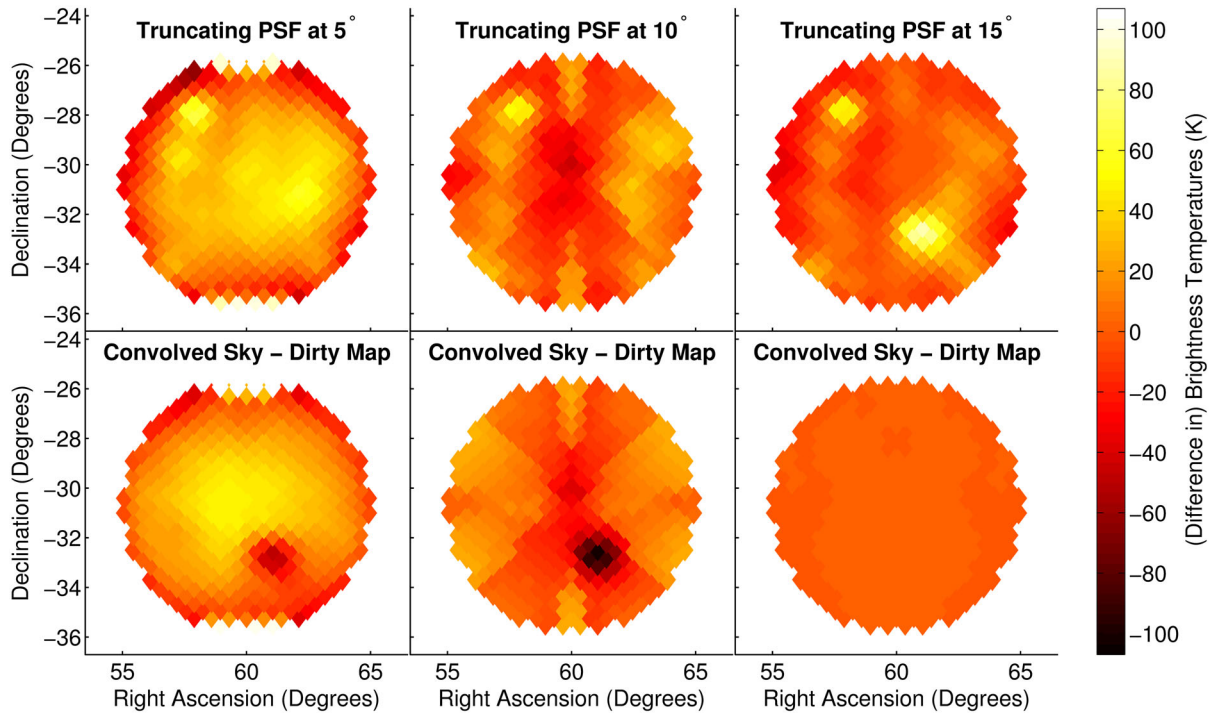 Truncating PSF at 5°
Truncating PSF at 10°
Truncating PSF at 15°
−24
−26
−28
−30
−32
−34
−36
Declination (Degrees)
Convolved Sky − Dirty Map
Convolved Sky − Dirty Map
Convolved Sky − Dirty Map
−24
−26
−28
−30
−32
−34
−36
Declination (Degrees)
55 60 65
55 60 65
55 60 65
Right Ascension (Degrees)
Right Ascension (Degrees)
Right Ascension (Degrees)
100
80
60
40
20
0
−20
−40
−60
−80
−100
(Difference in) Brightness Temperatures (K)